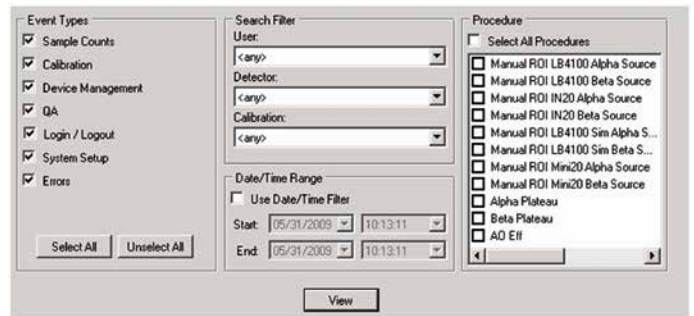 Event Types
Sample Counts
Calibration
Device Management
QA
Login / Logout
System Setup
Errors
Select All
Unselect All
Search Filter
User:
<any>
Detector:
<any>
Calibration:
<any>
Date/Time Range
Use Date/Time Filter
Start: 05/31/2009 10:13:11
End: 05/31/2009 10:13:11
Procedure
Select All Procedures
Manual ROI LB4100 Alpha Source
Manual ROI LB4100 Beta Source
Manual ROI IN20 Alpha Source
Manual ROI IN20 Beta Source
Manual ROI LB4100 Sim Alpha S...
Manual ROI LB4100 Sim Beta S...
Manual ROI Mini20 Alpha Source
Manual ROI Mini20 Beta Source
Alpha Plateau
Beta Plateau
AO Eff
View